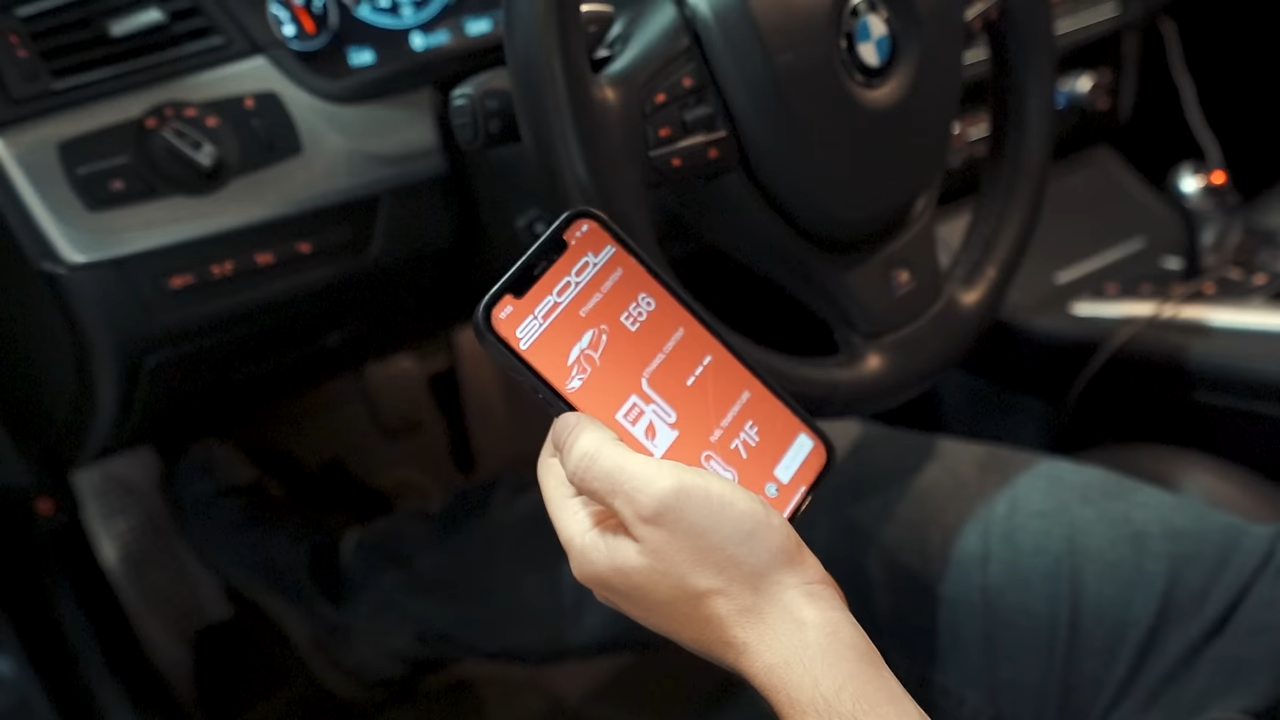 SPOOL
ETHANOL CONTENT
E56
ETHANOL CONTENT
---
FUEL TEMPERATURE
71F